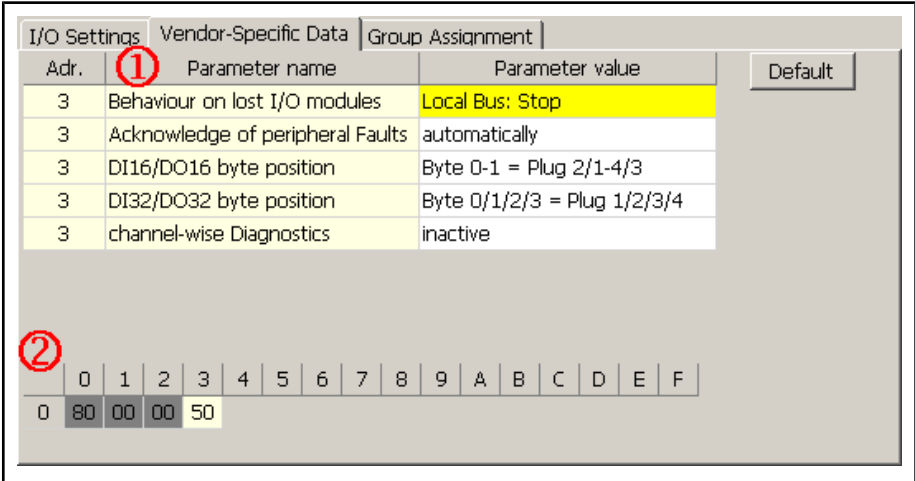 I/O Settings Vendor-Specific Data Group Assignment
① Adr. Parameter name Parameter value Default
3 Behaviour on lost I/O modules Local Bus: Stop
3 Acknowledge of peripheral Faults automatically
3 DI16/DO16 byte position Byte 0-1 = Plug 2/1-4/3
3 DI32/DO32 byte position Byte 0/1/2/3 = Plug 1/2/3/4
3 channel-wise Diagnostics inactive
②
0 1 2 3 4 5 6 7 8 9 A B C D E F
0 80 00 00 50